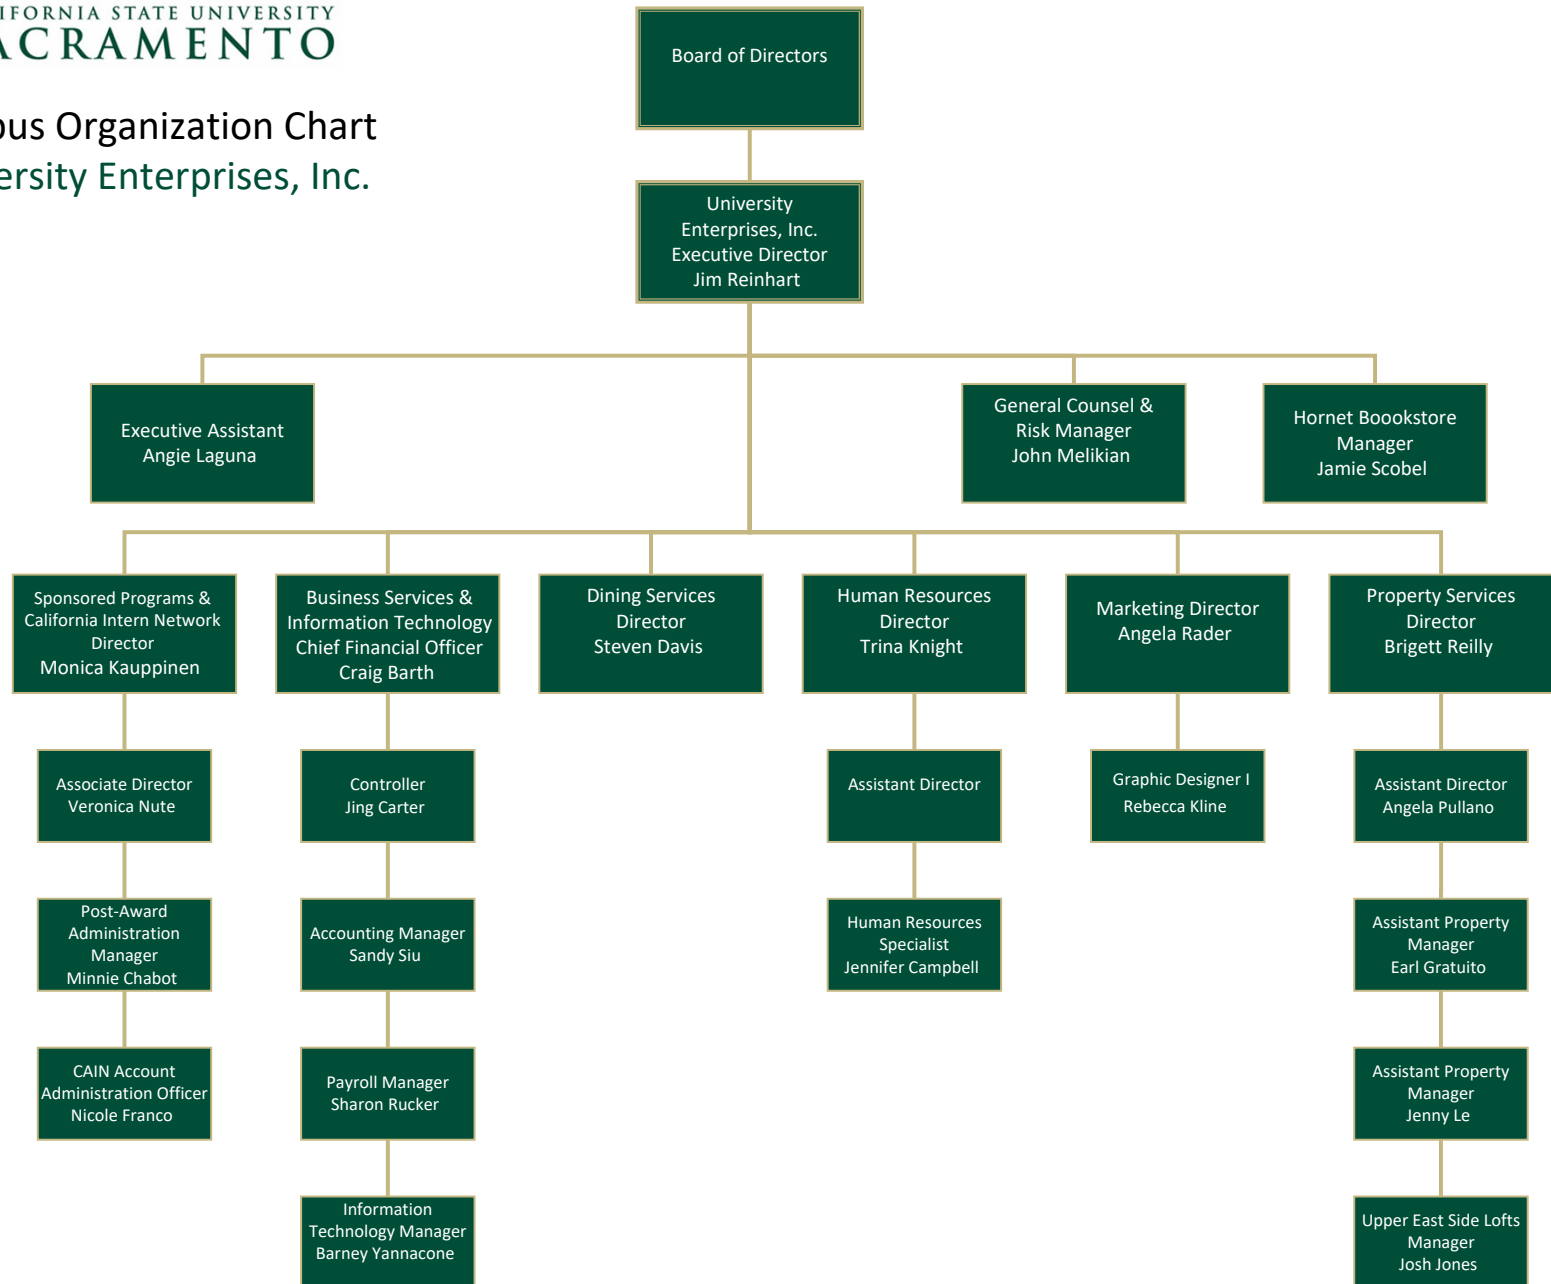 IFORNIA STATE UNIVERSITY
ACRAMENTO
pus Organization Chart
ersity Enterprises, Inc.
Board of Directors
University
Enterprises, Inc.
Executive Director
Jim Reinhart
Executive Assistant
Angie Laguna
General Counsel &
Risk Manager
John Melikian
Hornet Boookstore
Manager
Jamie Scobel
Sponsored Programs &
California Intern Network
Director
Monica Kauppinen
Business Services &
Information Technology
Chief Financial Officer
Craig Barth
Dining Services
Director
Steven Davis
Human Resources
Director
Trina Knight
Marketing Director
Angela Rader
Property Services
Director
Brigett Reilly
Associate Director
Veronica Nute
Controller
Jing Carter
Assistant Director
Graphic Designer I
Rebecca Kline
Assistant Director
Angela Pullano
Post-Award
Administration
Manager
Minnie Chabot
Accounting Manager
Sandy Siu
Human Resources
Specialist
Jennifer Campbell
Assistant Property
Manager
Earl Gratuito
CAIN Account
Administration Officer
Nicole Franco
Payroll Manager
Sharon Rucker
Assistant Property
Manager
Jenny Le
Information
Technology Manager
Barney Yannacone
Upper East Side Lofts
Manager
Josh Jones